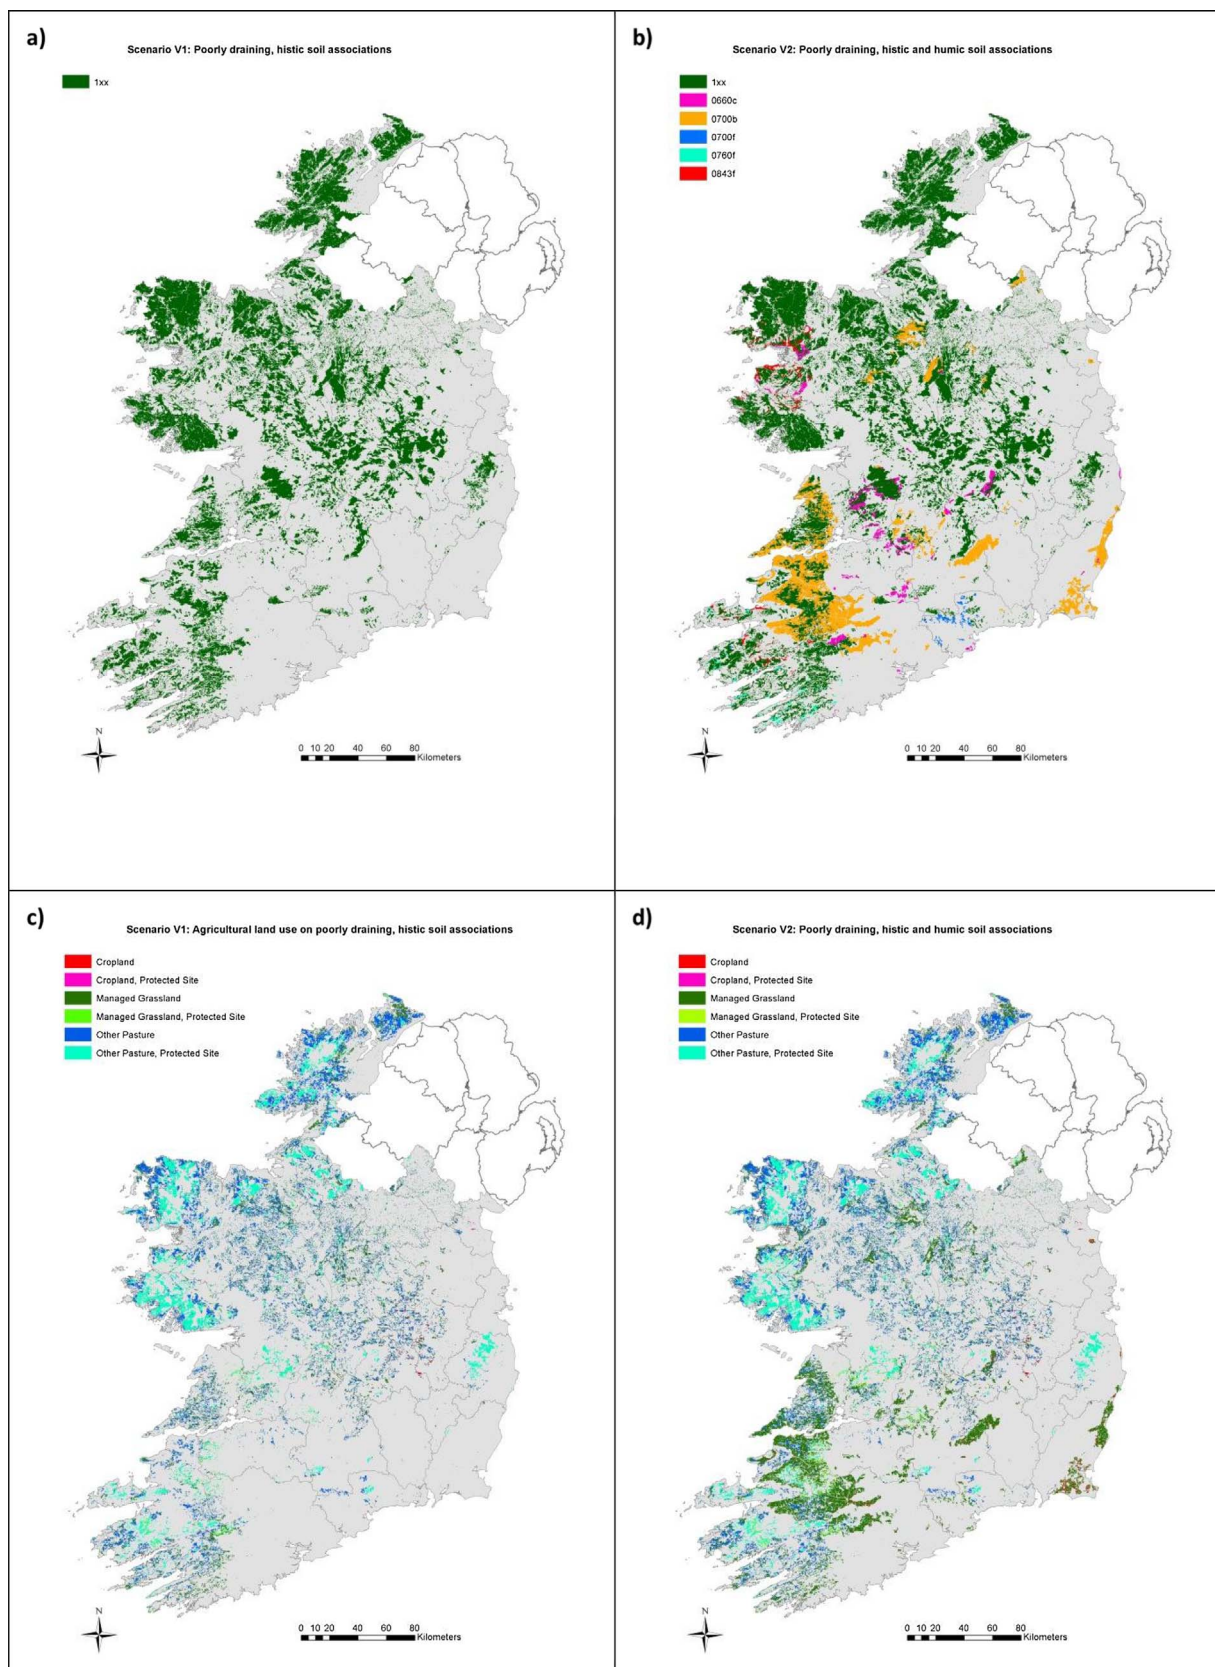 a)
Scenario V1: Poorly draining, histic soil associations
1xx
N
0 10 20 40 60 80
Kilometers
b)
Scenario V2: Poorly draining, histic and humic soil associations
1xx
0660c
0700b
0700f
0760f
0843f
N
0 10 20 40 60 80
Kilometers
c)
Scenario V1: Agricultural land use on poorly draining, histic soil associations
Cropland
Cropland, Protected Site
Managed Grassland
Managed Grassland, Protected Site
Other Pasture
Other Pasture, Protected Site
N
0 10 20 40 60 80
Kilometers
d)
Scenario V2: Poorly draining, histic and humic soil associations
Cropland
Cropland, Protected Site
Managed Grassland
Managed Grassland, Protected Site
Other Pasture
Other Pasture, Protected Site
N
0 10 20 40 60 80
Kilometers